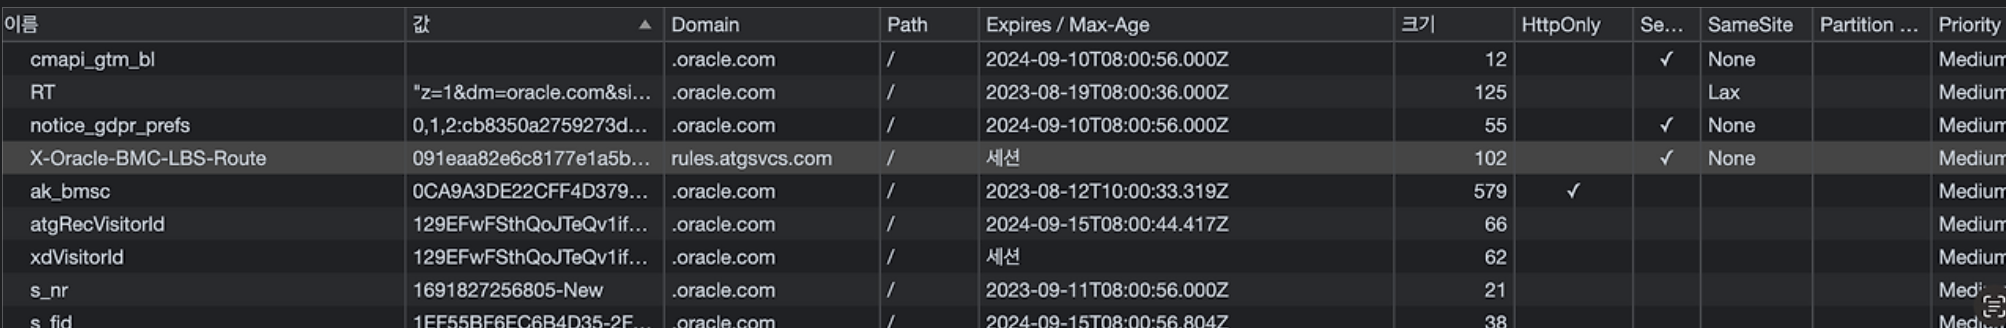 이름 값 Domain Path Expires / Max-Age 크기 HttpOnly Se... SameSite Partition ... Priority
cmapi_gtm_bl .oracle.com / 2024-09-10T08:00:56.000Z 12 ✓ None Medium
RT "z=1&dm=oracle.com&si... .oracle.com / 2023-08-19T08:00:36.000Z 125 Lax Medium
notice_gdpr_prefs 0,1,2:cb8350a2759273d... .oracle.com / 2024-09-10T08:00:56.000Z 55 ✓ None Medium
X-Oracle-BMC-LBS-Route 091eaa82e6c8177e1a5b... rules.atgsvcs.com / 세션 102 ✓ None Medium
ak_bmsc 0CA9A3DE22CFF4D379... .oracle.com / 2023-08-12T10:00:33.319Z 579 ✓ Medium
atgRecVisitorId 129EFwFSthQoJTeQv1if... .oracle.com / 2024-09-15T08:00:44.417Z 66 Medium
xdVisitorId 129EFwFSthQoJTeQv1if... .oracle.com / 세션 62 Medium
s_nr 1691827256805-New .oracle.com / 2023-09-11T08:00:56.000Z 21 Medi
s_fid 1EF55BF6EC6B4D35-2F... .oracle.com / 2024-09-15T08:00:56.804Z 38 Medi